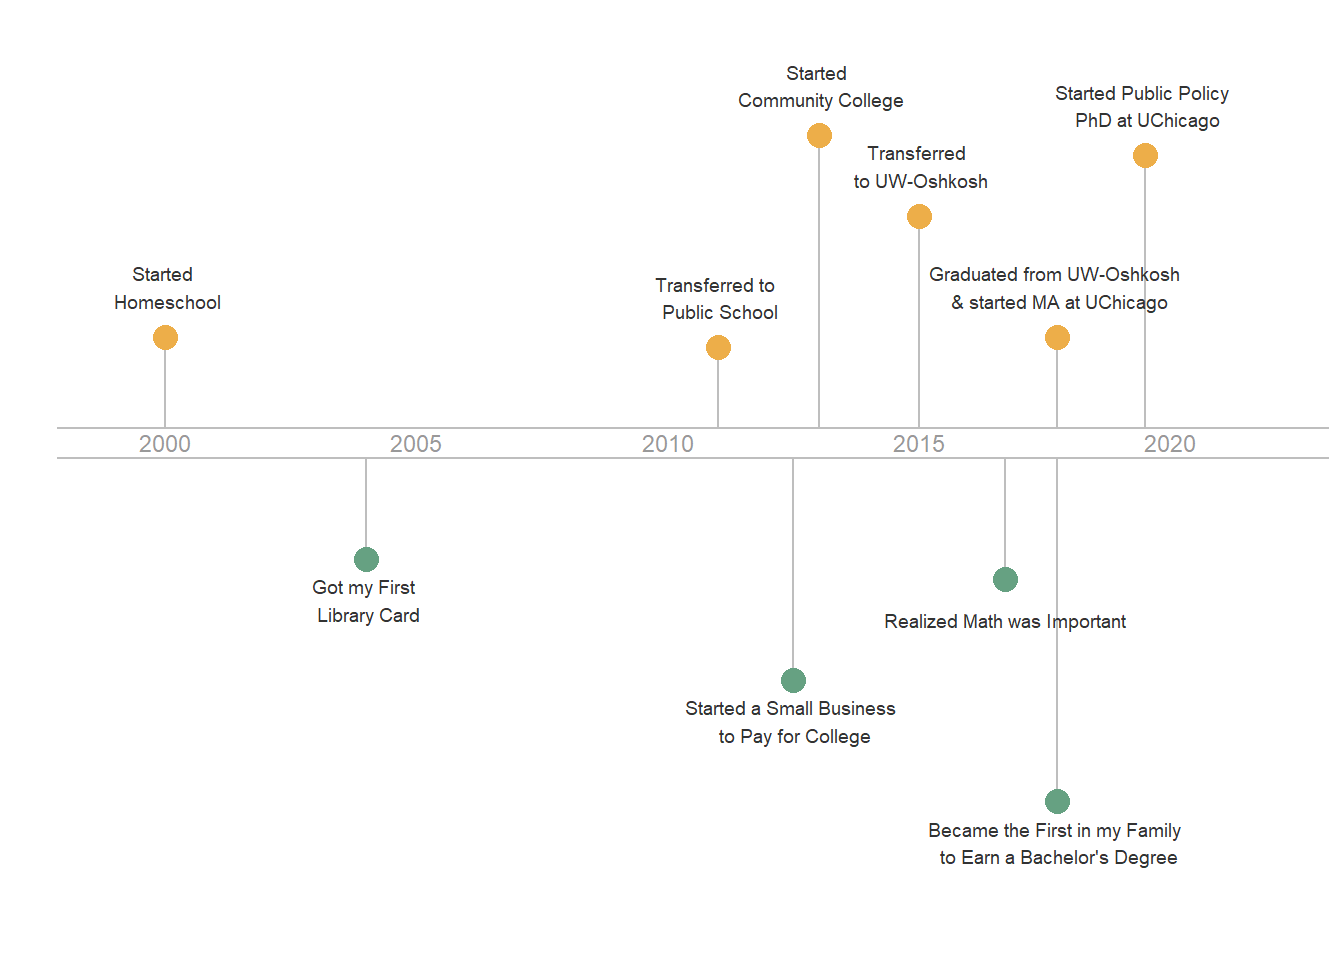 Started
Community College
Started Public Policy
PhD at UChicago
Transferred
to UW-Oshkosh
Started
Homeschool
Transferred to
Public School
Graduated from UW-Oshkosh
& started MA at UChicago
2000
2005
2010
2015
2020
Got my First
Library Card
Realized Math was Important
Started a Small Business
to Pay for College
Became the First in my Family
to Earn a Bachelor's Degree